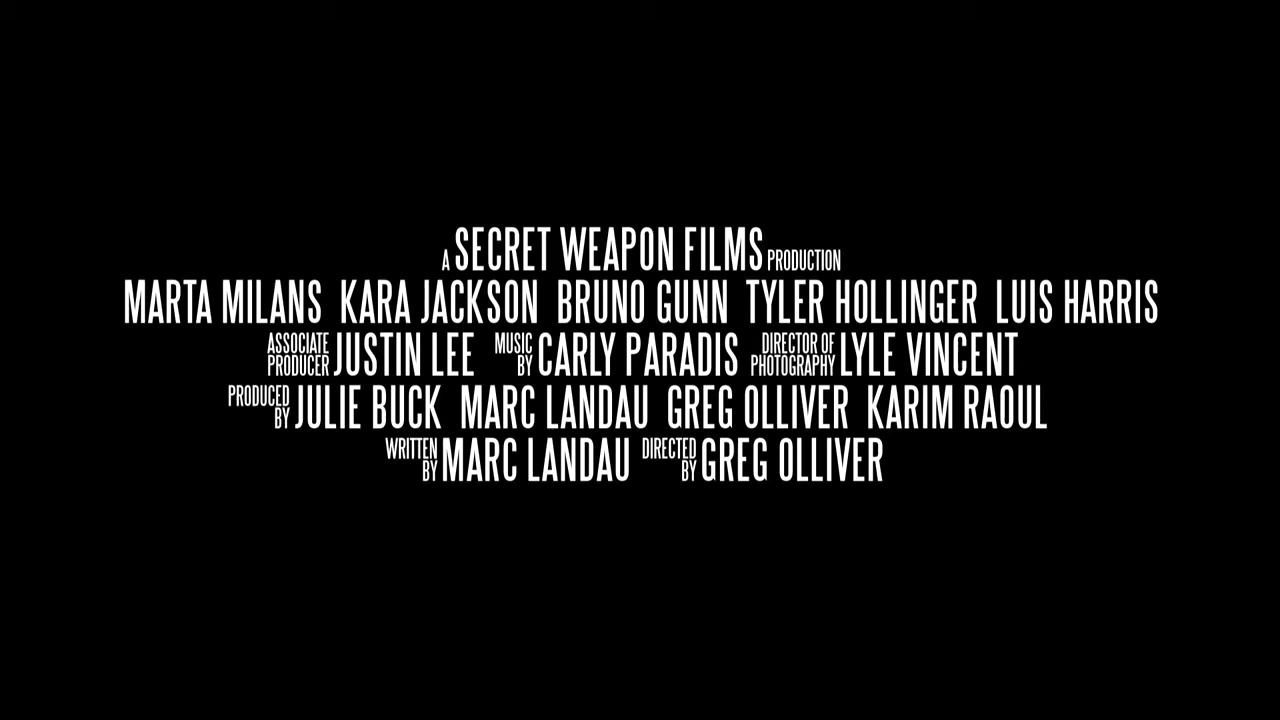 A SECRET WEAPON FILMS PRODUCTION
MARTA MILANS KARA JACKSON BRUNO GUNN TYLER HOLLINGER LUIS HARRIS
ASSOCIATE PRODUCER JUSTIN LEE MUSIC BY CARLY PARADIS DIRECTOR OF PHOTOGRAPHY LYLE VINCENT
PRODUCED BY JULIE BUCK MARC LANDAU GREG OLLIVER KARIM RAOUL
WRITTEN BY MARC LANDAU DIRECTED BY GREG OLLIVER